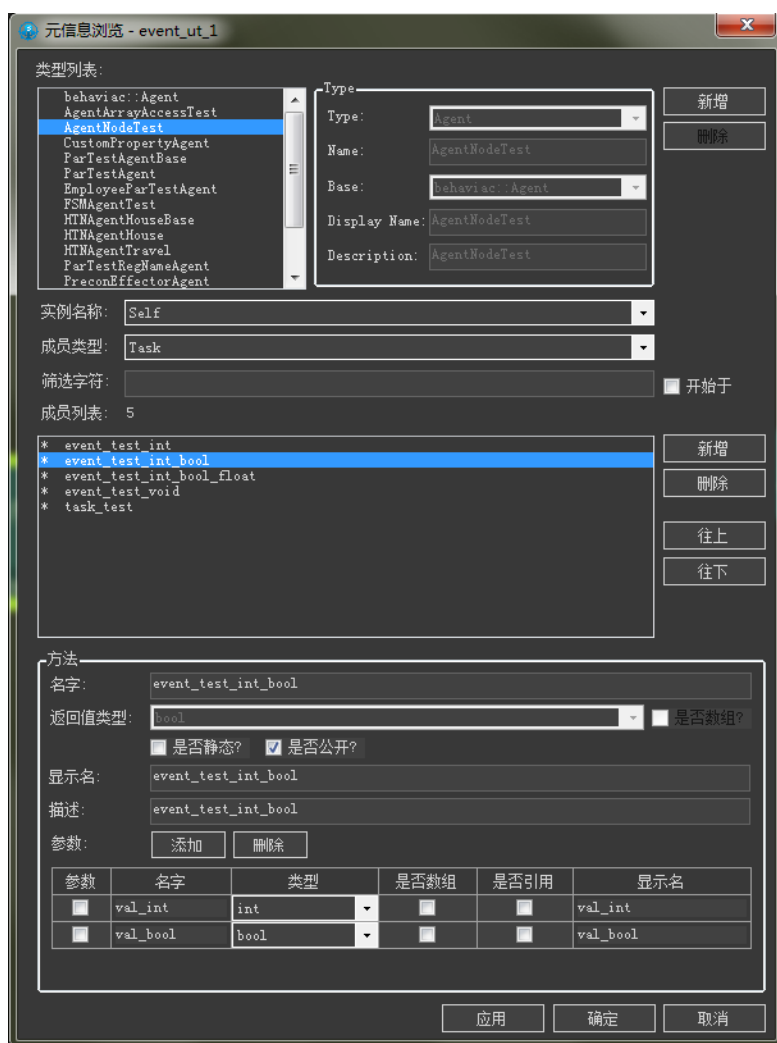 元信息浏览 - event_ut_1
类型列表:
behaviac::Agent
AgentArrayAccessTest
AgentNodeTest
CustomPropertyAgent
ParTestAgentBase
ParTestAgent
EmployeeParTestAgent
FSMAgentTest
HTNAgentHouseBase
HTNAgentHouse
HTNAgentTravel
ParTestRegNameAgent
PreconEffectorAgent
Type
Type: Agent
Name: AgentNodeTest
Base: behaviac::Agent
Display Name: AgentNodeTest
Description: AgentNodeTest
新增
删除
实例名称: Self
成员类型: Task
筛选字符: 开始于
成员列表: 5
* event_test_int
* event_test_int_bool
* event_test_int_bool_float
* event_test_void
* task_test
新增
删除
往上
往下
方法
名字: event_test_int_bool
返回值类型: bool 是否数组?
是否静态? 是否公开?
显示名: event_test_int_bool
描述: event_test_int_bool
参数: 添加 删除
参数 名字 类型 是否数组 是否引用 显示名
val_int int val_int
val_bool bool val_bool
应用 确定 取消